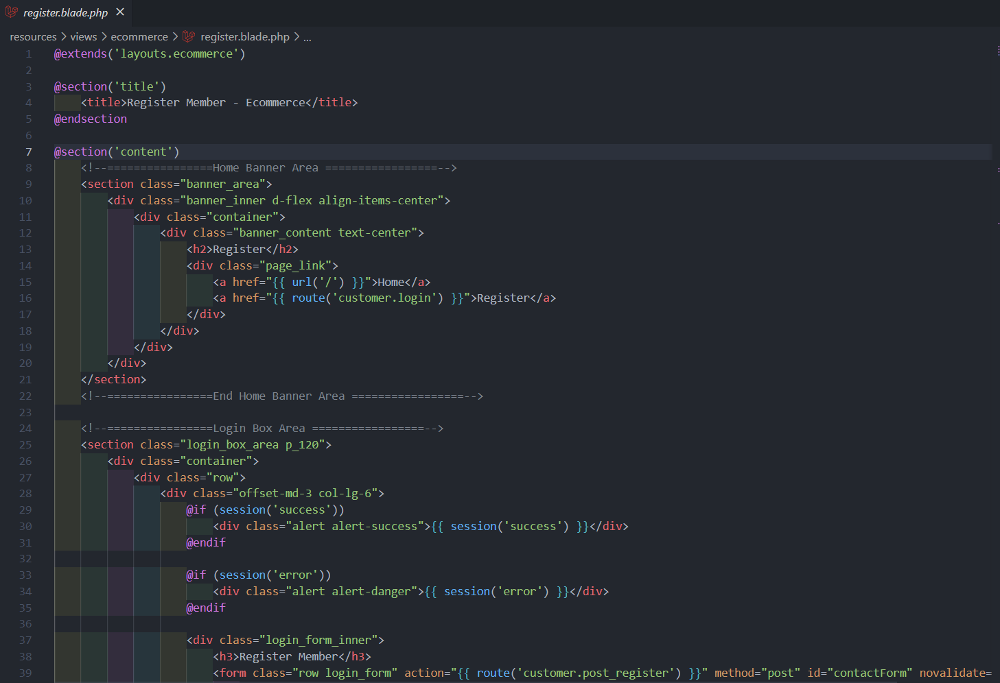 register.blade.php ×
resources > views > ecommerce > register.blade.php > ...
1 @extends('layouts.ecommerce')
2
3 @section('title')
4     <title>Register Member - Ecommerce</title>
5 @endsection
6
7 @section('content')
8     <!--================Home Banner Area =================-->
9     <section class="banner_area">
10         <div class="banner_inner d-flex align-items-center">
11             <div class="container">
12                 <div class="banner_content text-center">
13                     <h2>Register</h2>
14                     <div class="page_link">
15                         <a href="{{ url('/') }}">Home</a>
16                         <a href="{{ route('customer.login') }}">Register</a>
17                     </div>
18                 </div>
19             </div>
20         </div>
21     </section>
22     <!--================End Home Banner Area =================-->
23
24     <!--================Login Box Area =================-->
25     <section class="login_box_area p_120">
26         <div class="container">
27             <div class="row">
28                 <div class="offset-md-3 col-lg-6">
29                     @if (session('success'))
30                         <div class="alert alert-success">{{ session('success') }}</div>
31                     @endif
32
33                     @if (session('error'))
34                         <div class="alert alert-danger">{{ session('error') }}</div>
35                     @endif
36
37                     <div class="login_form_inner">
38                         <h3>Register Member</h3>
39                         <form class="row login_form" action="{{ route('customer.post_register') }}" method="post" id="contactForm" novalidate=